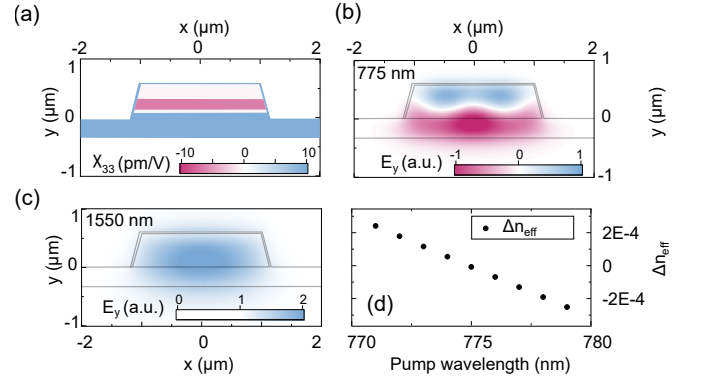 (a)
x (µm)
-2 0 2
1
0
-1
y (µm)
-10 0 10
X33 (pm/V)
(b)
x (µm)
-2 0 2
775 nm
1
0
-1
y (µm)
-1 0 1
Ey (a.u.)
(c)
1550 nm
1
0
-1
y (µm)
0 1 2
Ey (a.u.)
-2 0 2
x (µm)
Δneff
2E-4
0
-2E-4
Δneff
(d)
770 775 780
Pump wavelength (nm)